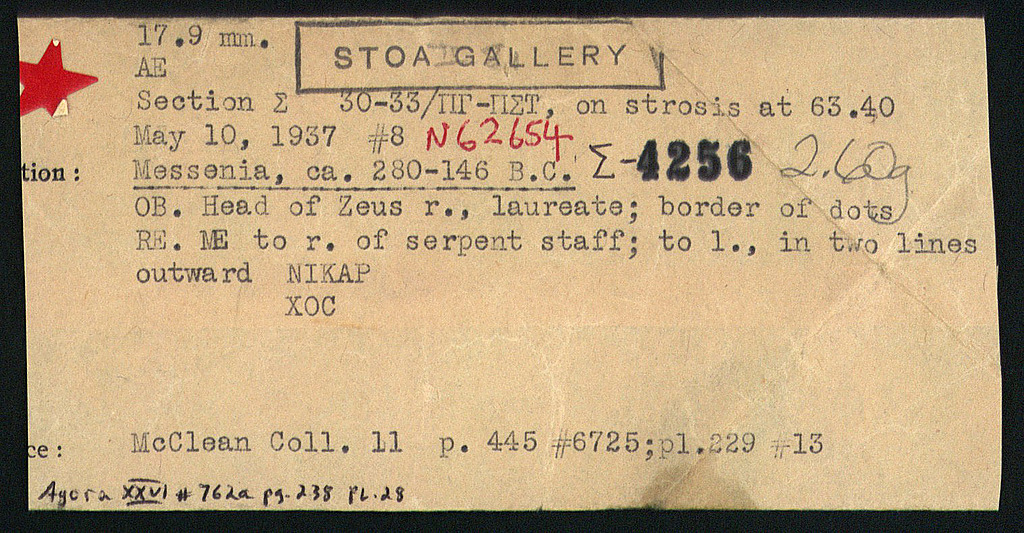 17.9 mm.
STOA GALLERY
AE
Section Σ 30-33/ΠΓ-ΠΣΤ, on strosis at 63.40
May 10, 1937 #8 N62654
tion: Messenia, ca. 280-146 B.C. Σ-4256 2.60g
OB. Head of Zeus r., laureate; border of dots
RE. ME to r. of serpent staff; to l., in two lines
outward NIKAP
XOC
ce: McClean Coll. 11 p. 445 #6725;pl.229 #13
Agora XXVI # 762a pg. 238 PL. 28